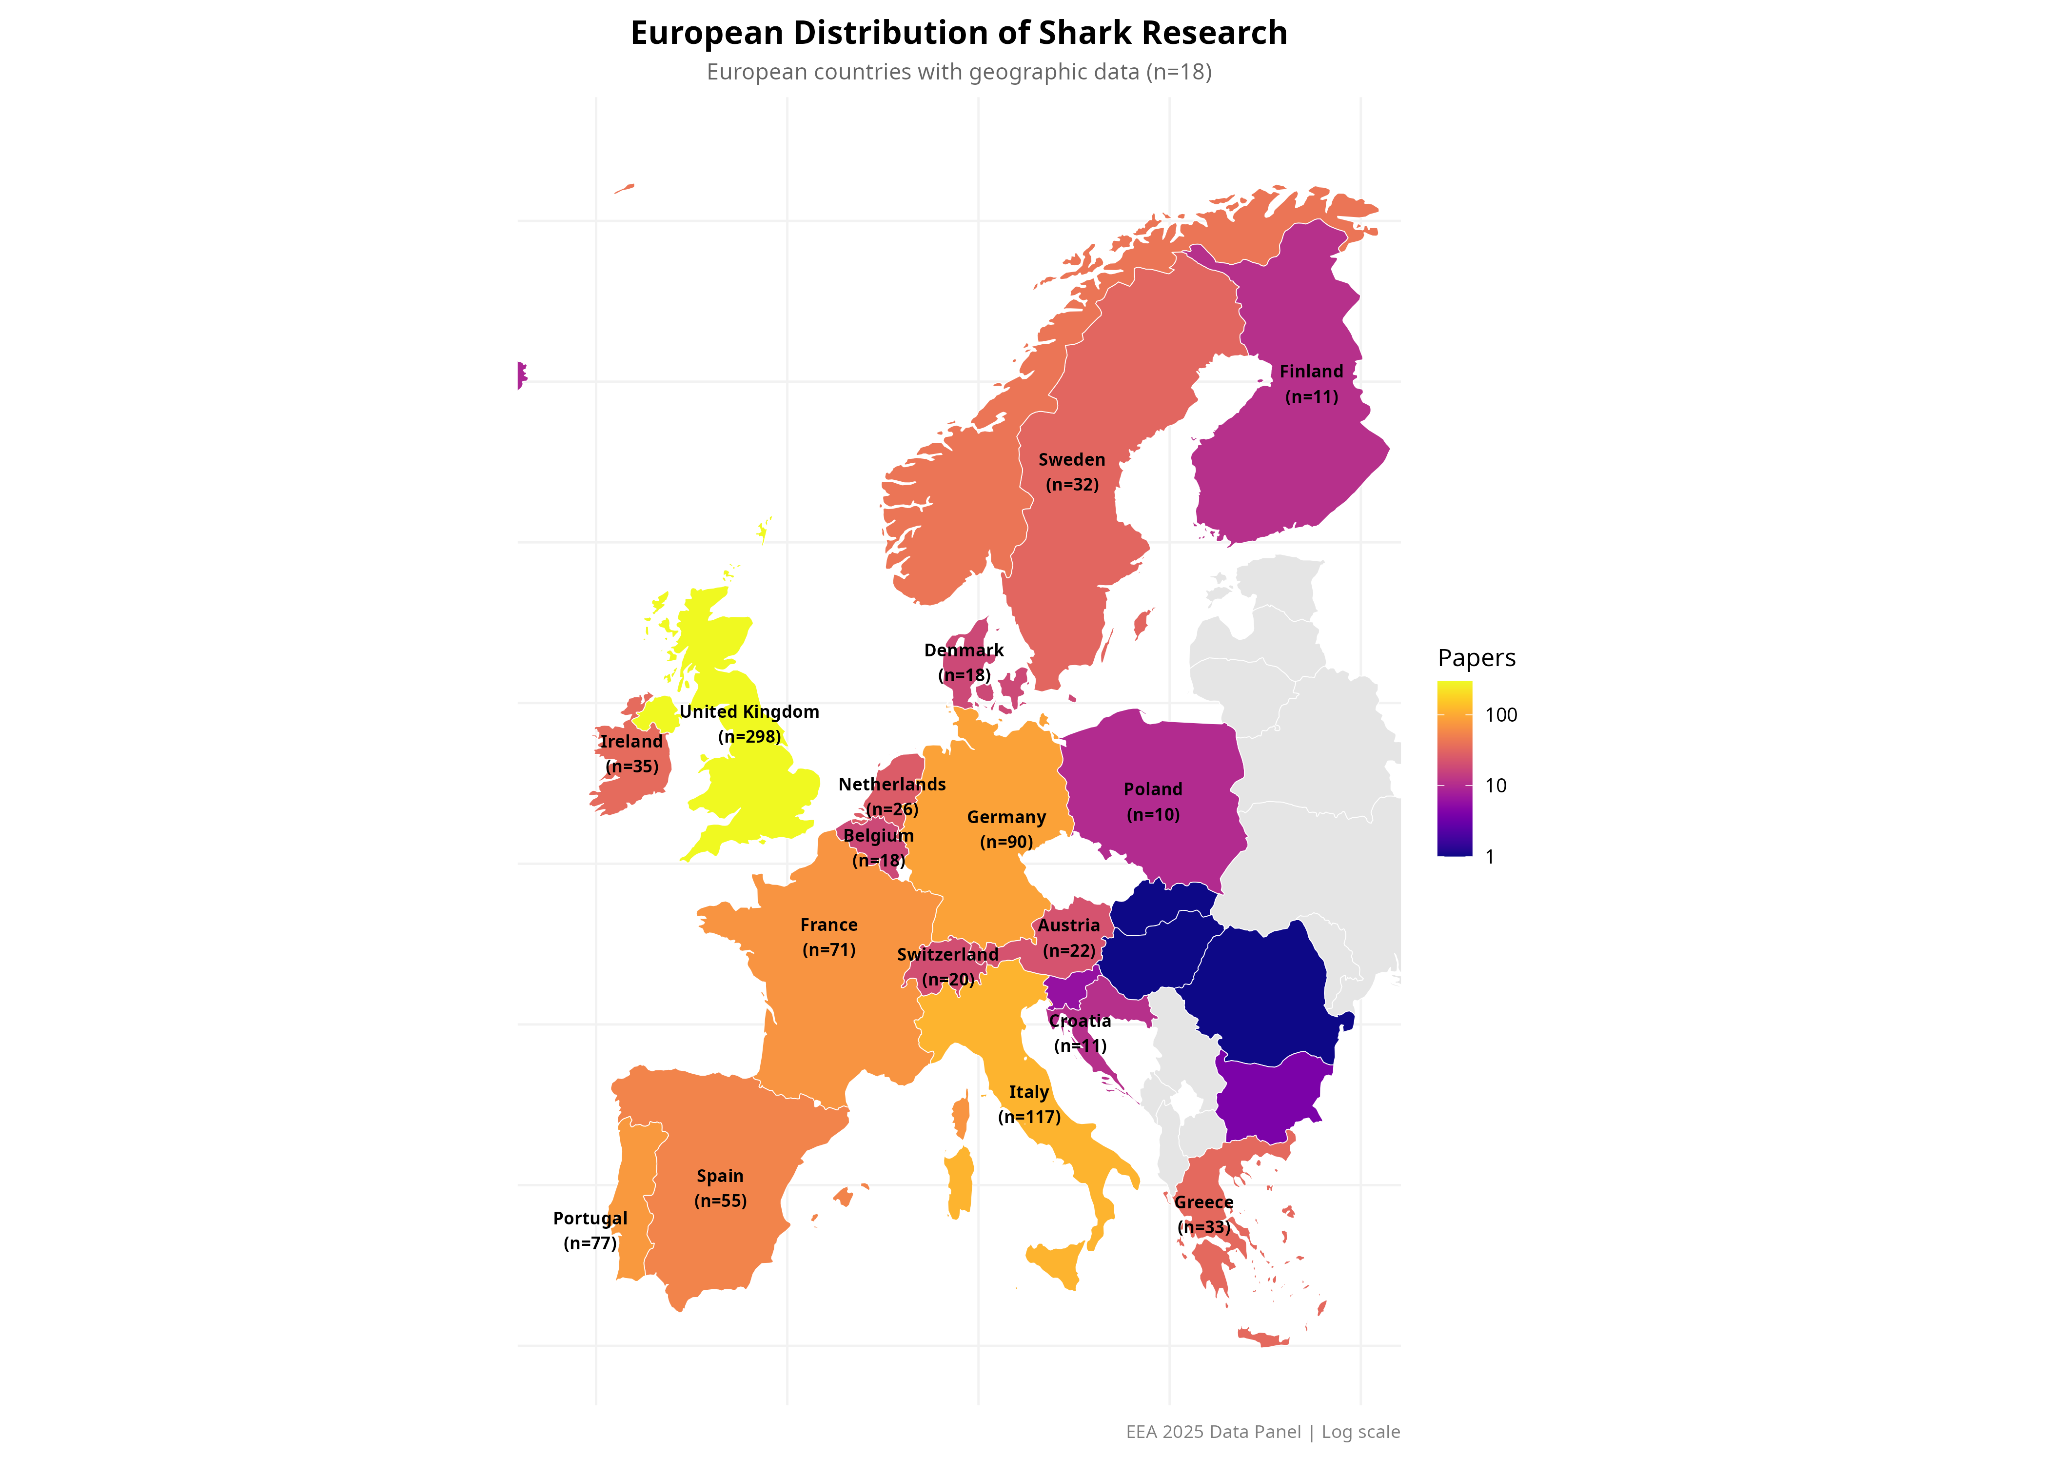 European Distribution of Shark Research
European countries with geographic data (n=18)
Finland
(n=11)
Sweden
(n=32)
Denmark
(n=18)
United Kingdom
(n=298)
Ireland
(n=35)
Netherlands
(n=26)
Belgium
(n=18)
Germany
(n=90)
Poland
(n=10)
France
(n=71)
Switzerland
(n=20)
Austria
(n=22)
Croatia
(n=11)
Italy
(n=117)
Spain
(n=55)
Portugal
(n=77)
Greece
(n=33)
Papers
100
10
1
EEA 2025 Data Panel | Log scale